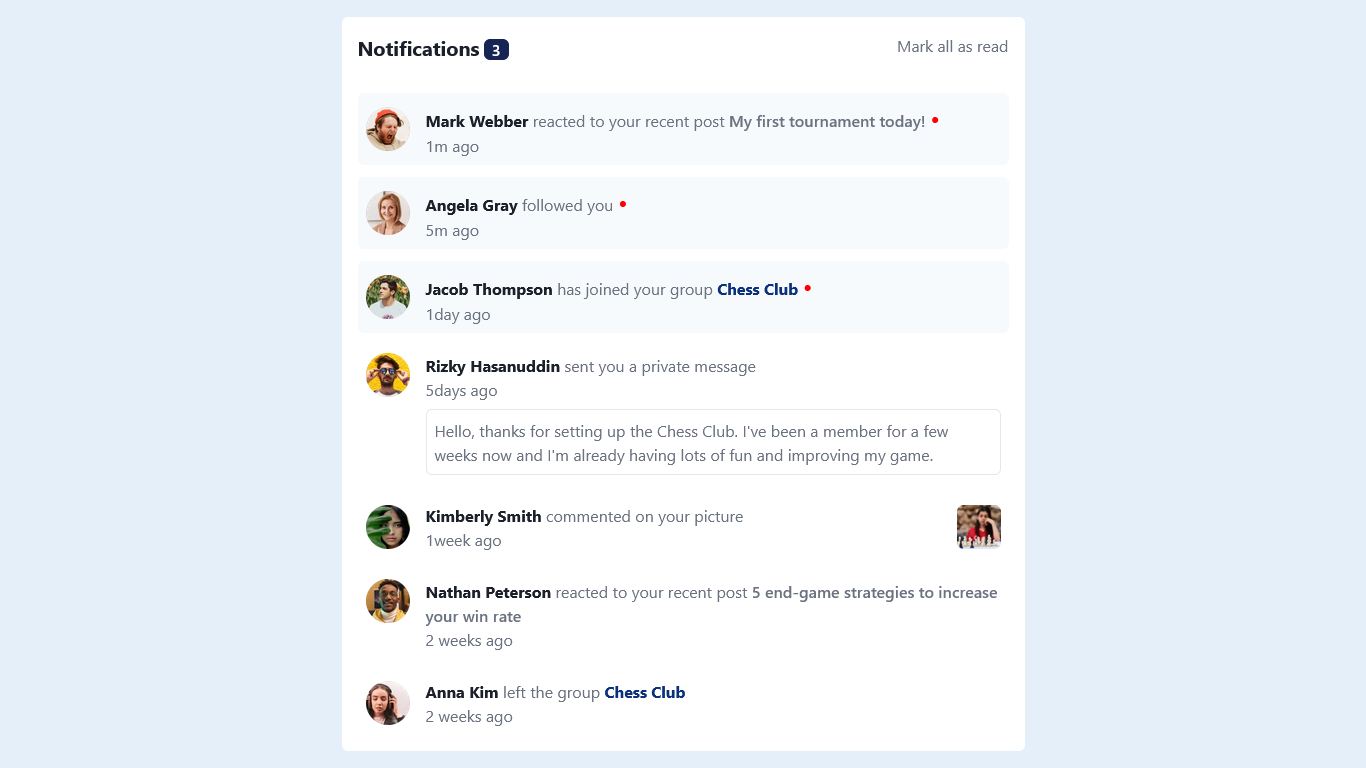 Notifications 3
Mark all as read
Mark Webber reacted to your recent post My first tournament today!
1m ago
Angela Gray followed you
5m ago
Jacob Thompson has joined your group Chess Club
1day ago
Rizky Hasanuddin sent you a private message
5days ago
Hello, thanks for setting up the Chess Club. I've been a member for a few
weeks now and I'm already having lots of fun and improving my game.
Kimberly Smith commented on your picture
1week ago
Nathan Peterson reacted to your recent post 5 end-game strategies to increase
your win rate
2 weeks ago
Anna Kim left the group Chess Club
2 weeks ago